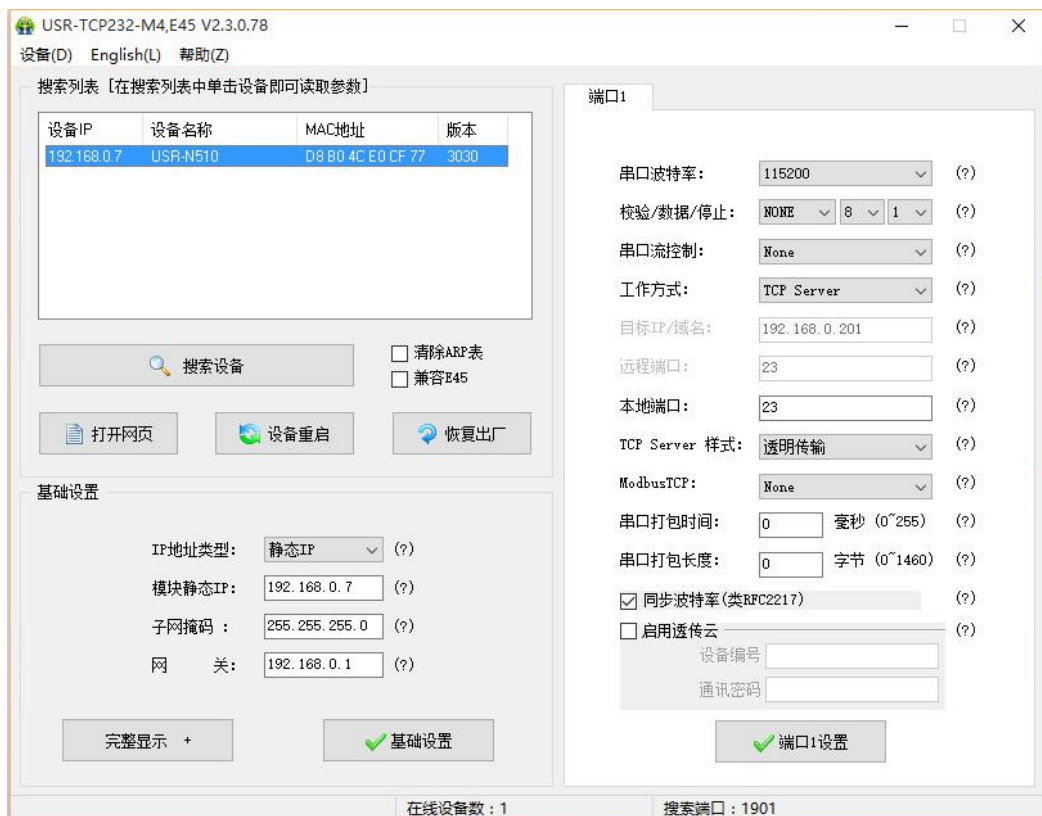 USR-TCP232-M4,E45 V2.3.0.78
设备(D) English(L) 帮助(Z)
搜索列表 [在搜索列表中单击设备即可读取参数]
设备IP 设备名称 MAC地址 版本
192.168.0.7 USR-N510 D8 B0 4C E0 CF 77 3030
搜索设备
清除ARP表
兼容E45
打开网页 设备重启 恢复出厂
基础设置
IP地址类型: 静态IP (?)
模块静态IP: 192.168.0.7 (?)
子网掩码 : 255.255.255.0 (?)
网 关: 192.168.0.1 (?)
完整显示 + 基础设置
端口1
串口波特率: 115200 (?)
校验/数据/停止: NONE 8 1 (?)
串口流控制: None (?)
工作方式: TCP Server (?)
目标IP/域名: 192.168.0.201 (?)
远程端口: 23 (?)
本地端口: 23 (?)
TCP Server 样式: 透明传输 (?)
ModbusTCP: None (?)
串口打包时间: 0 毫秒 (0~255) (?)
串口打包长度: 0 字节 (0~1460) (?)
同步波特率(类RFC2217) (?)
启用透传云 (?)
设备编号
通讯密码
端口1设置
在线设备数:1 搜索端口:1901